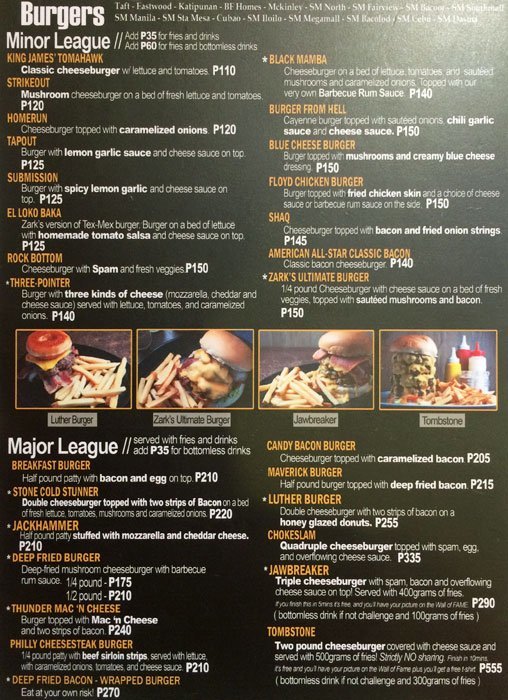 Burgers
Taft - Eastwood - Katipunan - BF Homes - Mckinley - SM North - SM Fairview - SM Bacoor - SM Southmall
SM Manila - SM Sta Mesa - Cubao - SM Iloilo - SM Megamall - SM Bacolod / SM Cebu - SM Davao
Minor League //
Add P35 for fries and drinks
Add P60 for fries and bottomless drinks
KING JAMES' TOMAHAWK
Classic cheeseburger w/ lettuce and tomatoes. P110
STRIKEOUT
Mushroom cheeseburger on a bed of fresh lettuce and tomatoes.
P120
HOMERUN
Cheeseburger topped with caramelized onions. P120
TAPOUT
Burger with lemon garlic sauce and cheese sauce on top.
P125
SUBMISSION
Burger with spicy lemon garlic and cheese sauce on
top. P125
EL LOKO BAKA
Zark's version of Tex-Mex burger. Burger on a bed of lettuce
with homemade tomato salsa and cheese sauce on top.
P125
ROCK BOTTOM
Cheeseburger with Spam and fresh veggies. P150
*THREE-POINTER
Burger with three kinds of cheese (mozzarella, cheddar and
cheese sauce) served with lettuce, tomatoes, and caramelized
onions. P140
*BLACK MAMBA
Cheeseburger on a bed of lettuce, tomatoes, and sautéed
mushrooms and caramelized onions. Topped with our
very own Barbecue Rum Sauce. P140
BURGER FROM HELL
Cayenne burger topped with sautéed onions, chili garlic
sauce and cheese sauce. P150
BLUE CHEESE BURGER
Burger topped with mushrooms and creamy blue cheese
dressing. P150
FLOYD CHICKEN BURGER
Burger topped with fried chicken skin and a choice of cheese
sauce or barbecue rum sauce on the side. P150
SHAQ
Cheeseburger topped with bacon and fried onion strings.
P145
AMERICAN ALL-STAR CLASSIC BACON
Classic bacon cheeseburger. P140
*ZARK'S ULTIMATE BURGER
1/4 pound Cheeseburger with cheese sauce on a bed of fresh
veggies, topped with sautéed mushrooms and bacon.
P150
Luther Burger
Zark's Ultimate Burger
Jawbreaker
Tombstone
Major League //
served with fries and drinks
add P35 for bottomless drinks
BREAKFAST BURGER
Half pound patty with bacon and egg on top. P210
*STONE COLD STUNNER
Double cheeseburger topped with two strips of Bacon on a bed
of fresh lettuce, tomatoes, mushrooms and caramelized onions. P220
*JACKHAMMER
Half pound patty stuffed with mozzarella and cheddar cheese.
P210
*DEEP FRIED BURGER
Deep-fried mushroom cheeseburger with barbecue
rum sauce. 1/4 pound - P175
1/2 pound - P210
*THUNDER MAC 'N CHEESE
Burger topped with Mac 'n Cheese
and two strips of bacon. P240
PHILLY CHEESESTEAK BURGER
1/4 pound patty with beef sirloin strips, served with lettuce,
with caramelized onions, tomatoes, and cheese sauce. P210
*DEEP FRIED BACON - WRAPPED BURGER
Eat at your own risk! P270
CANDY BACON BURGER
Cheeseburger topped with caramelized bacon. P205
MAVERICK BURGER
Half pound burger topped with deep fried bacon. P215
*LUTHER BURGER
Double cheeseburger with two strips of bacon on a
honey glazed donuts. P255
CHOKESLAM
Quadruple cheeseburger topped with spam, egg,
and overflowing cheese sauce. P335
*JAWBREAKER
Triple cheeseburger with spam, bacon and overflowing
cheese sauce on top! Served with 400grams of fries.
If you finish this in 5mins it's free, and you'll have your picture on the Wall of FAME. P290
( bottomless drink if not challenge and 100grams of fries)
TOMBSTONE
Two pound cheeseburger covered with cheese sauce and
served with 500grams of fries! Strictly NO sharing. Finish in 10mins,
it's free and you'll have your picture on the Wall of Fame plus you'll get a free t-shirt. P555
( bottomless drink if not challenge and 300grams of fries)